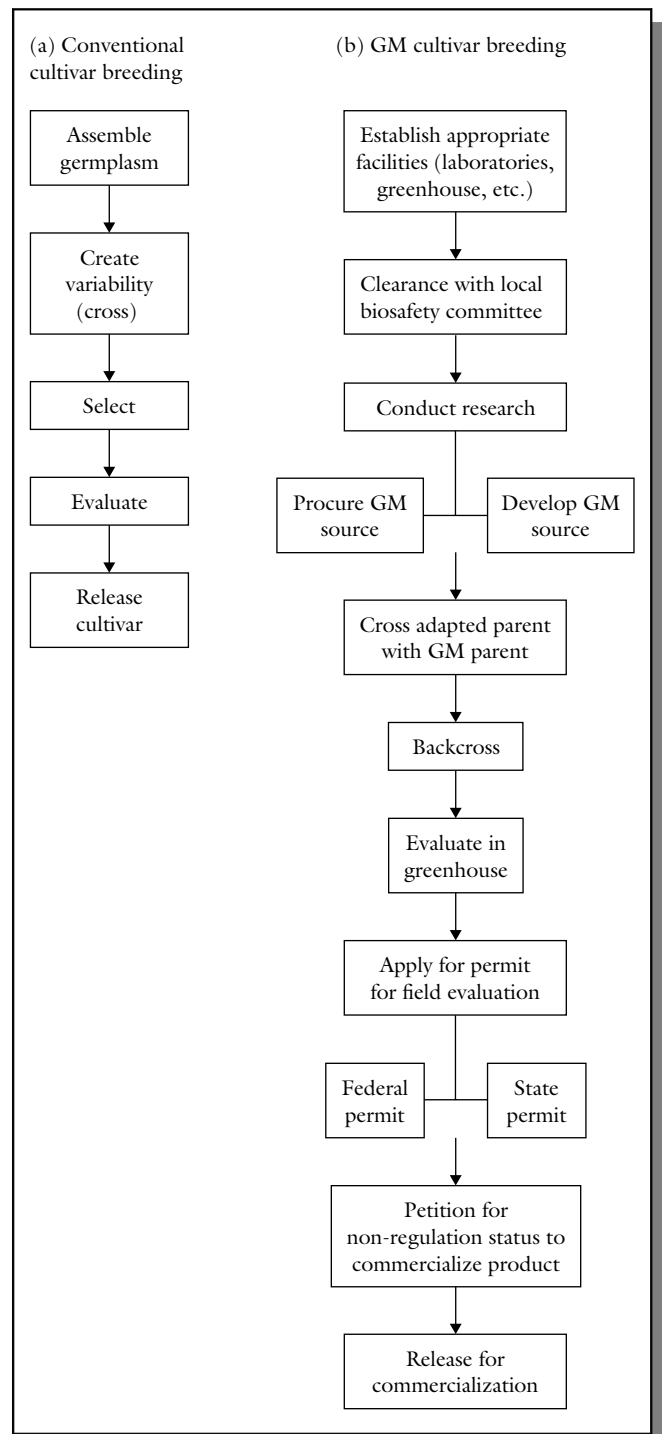 (a) Conventional
cultivar breeding
Assemble
germplasm
Create
variability
(cross)
Select
Evaluate
Release
cultivar
(b) GM cultivar breeding
Establish appropriate
facilities (laboratories,
greenhouse, etc.)
Clearance with local
biosafety committee
Conduct research
Procure GM
source
Develop GM
source
Cross adapted parent
with GM parent
Backcross
Evaluate in
greenhouse
Apply for permit
for field evaluation
Federal
permit
State
permit
Petition for
non-regulation status to
commercialize product
Release for
commercialization